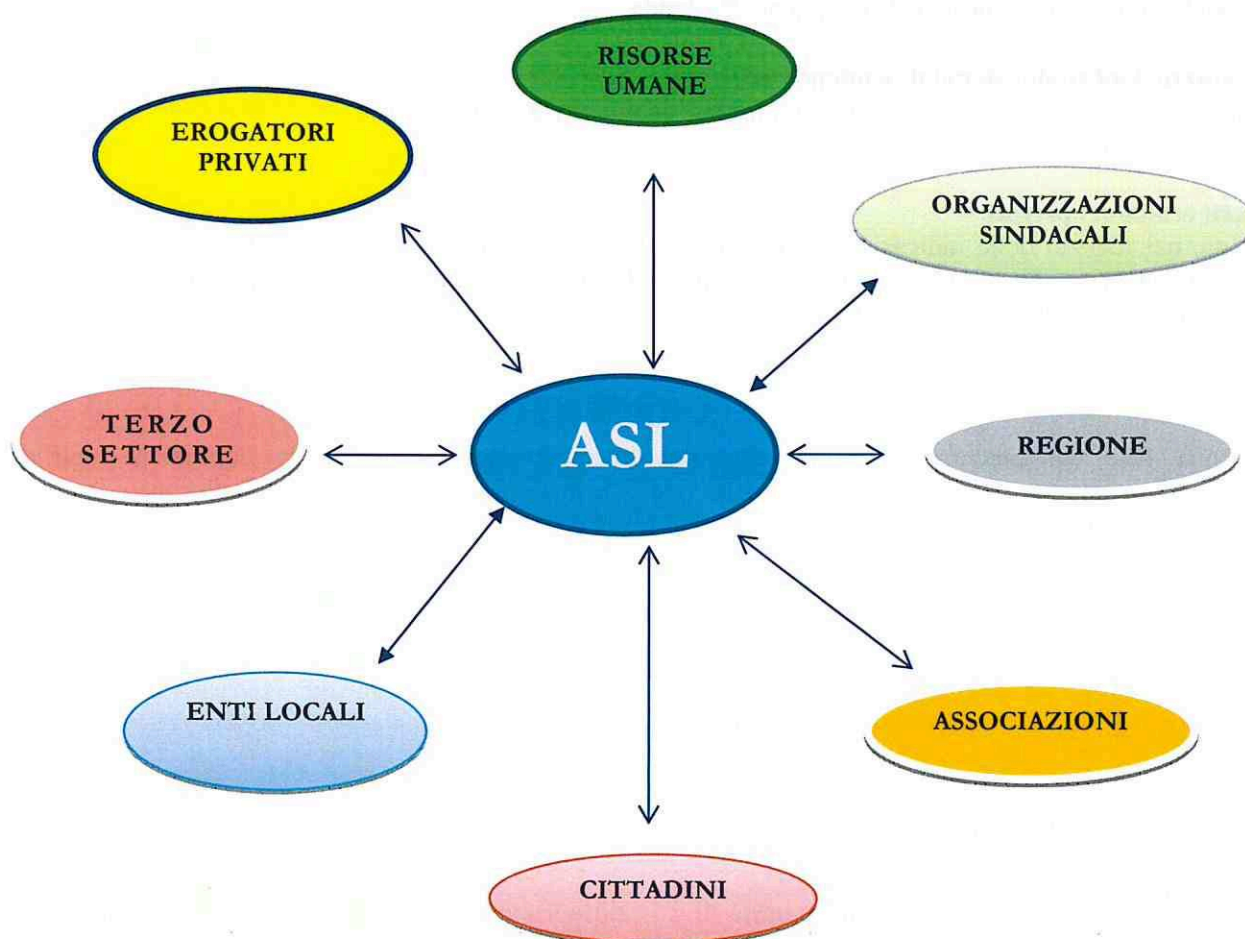 RISORSE
UMANE
EROGATORI
PRIVATI
ORGANIZZAZIONI
SINDACALI
TERZO
SETTORE
ASL
REGIONE
ENTI LOCALI
ASSOCIAZIONI
CITTADINI